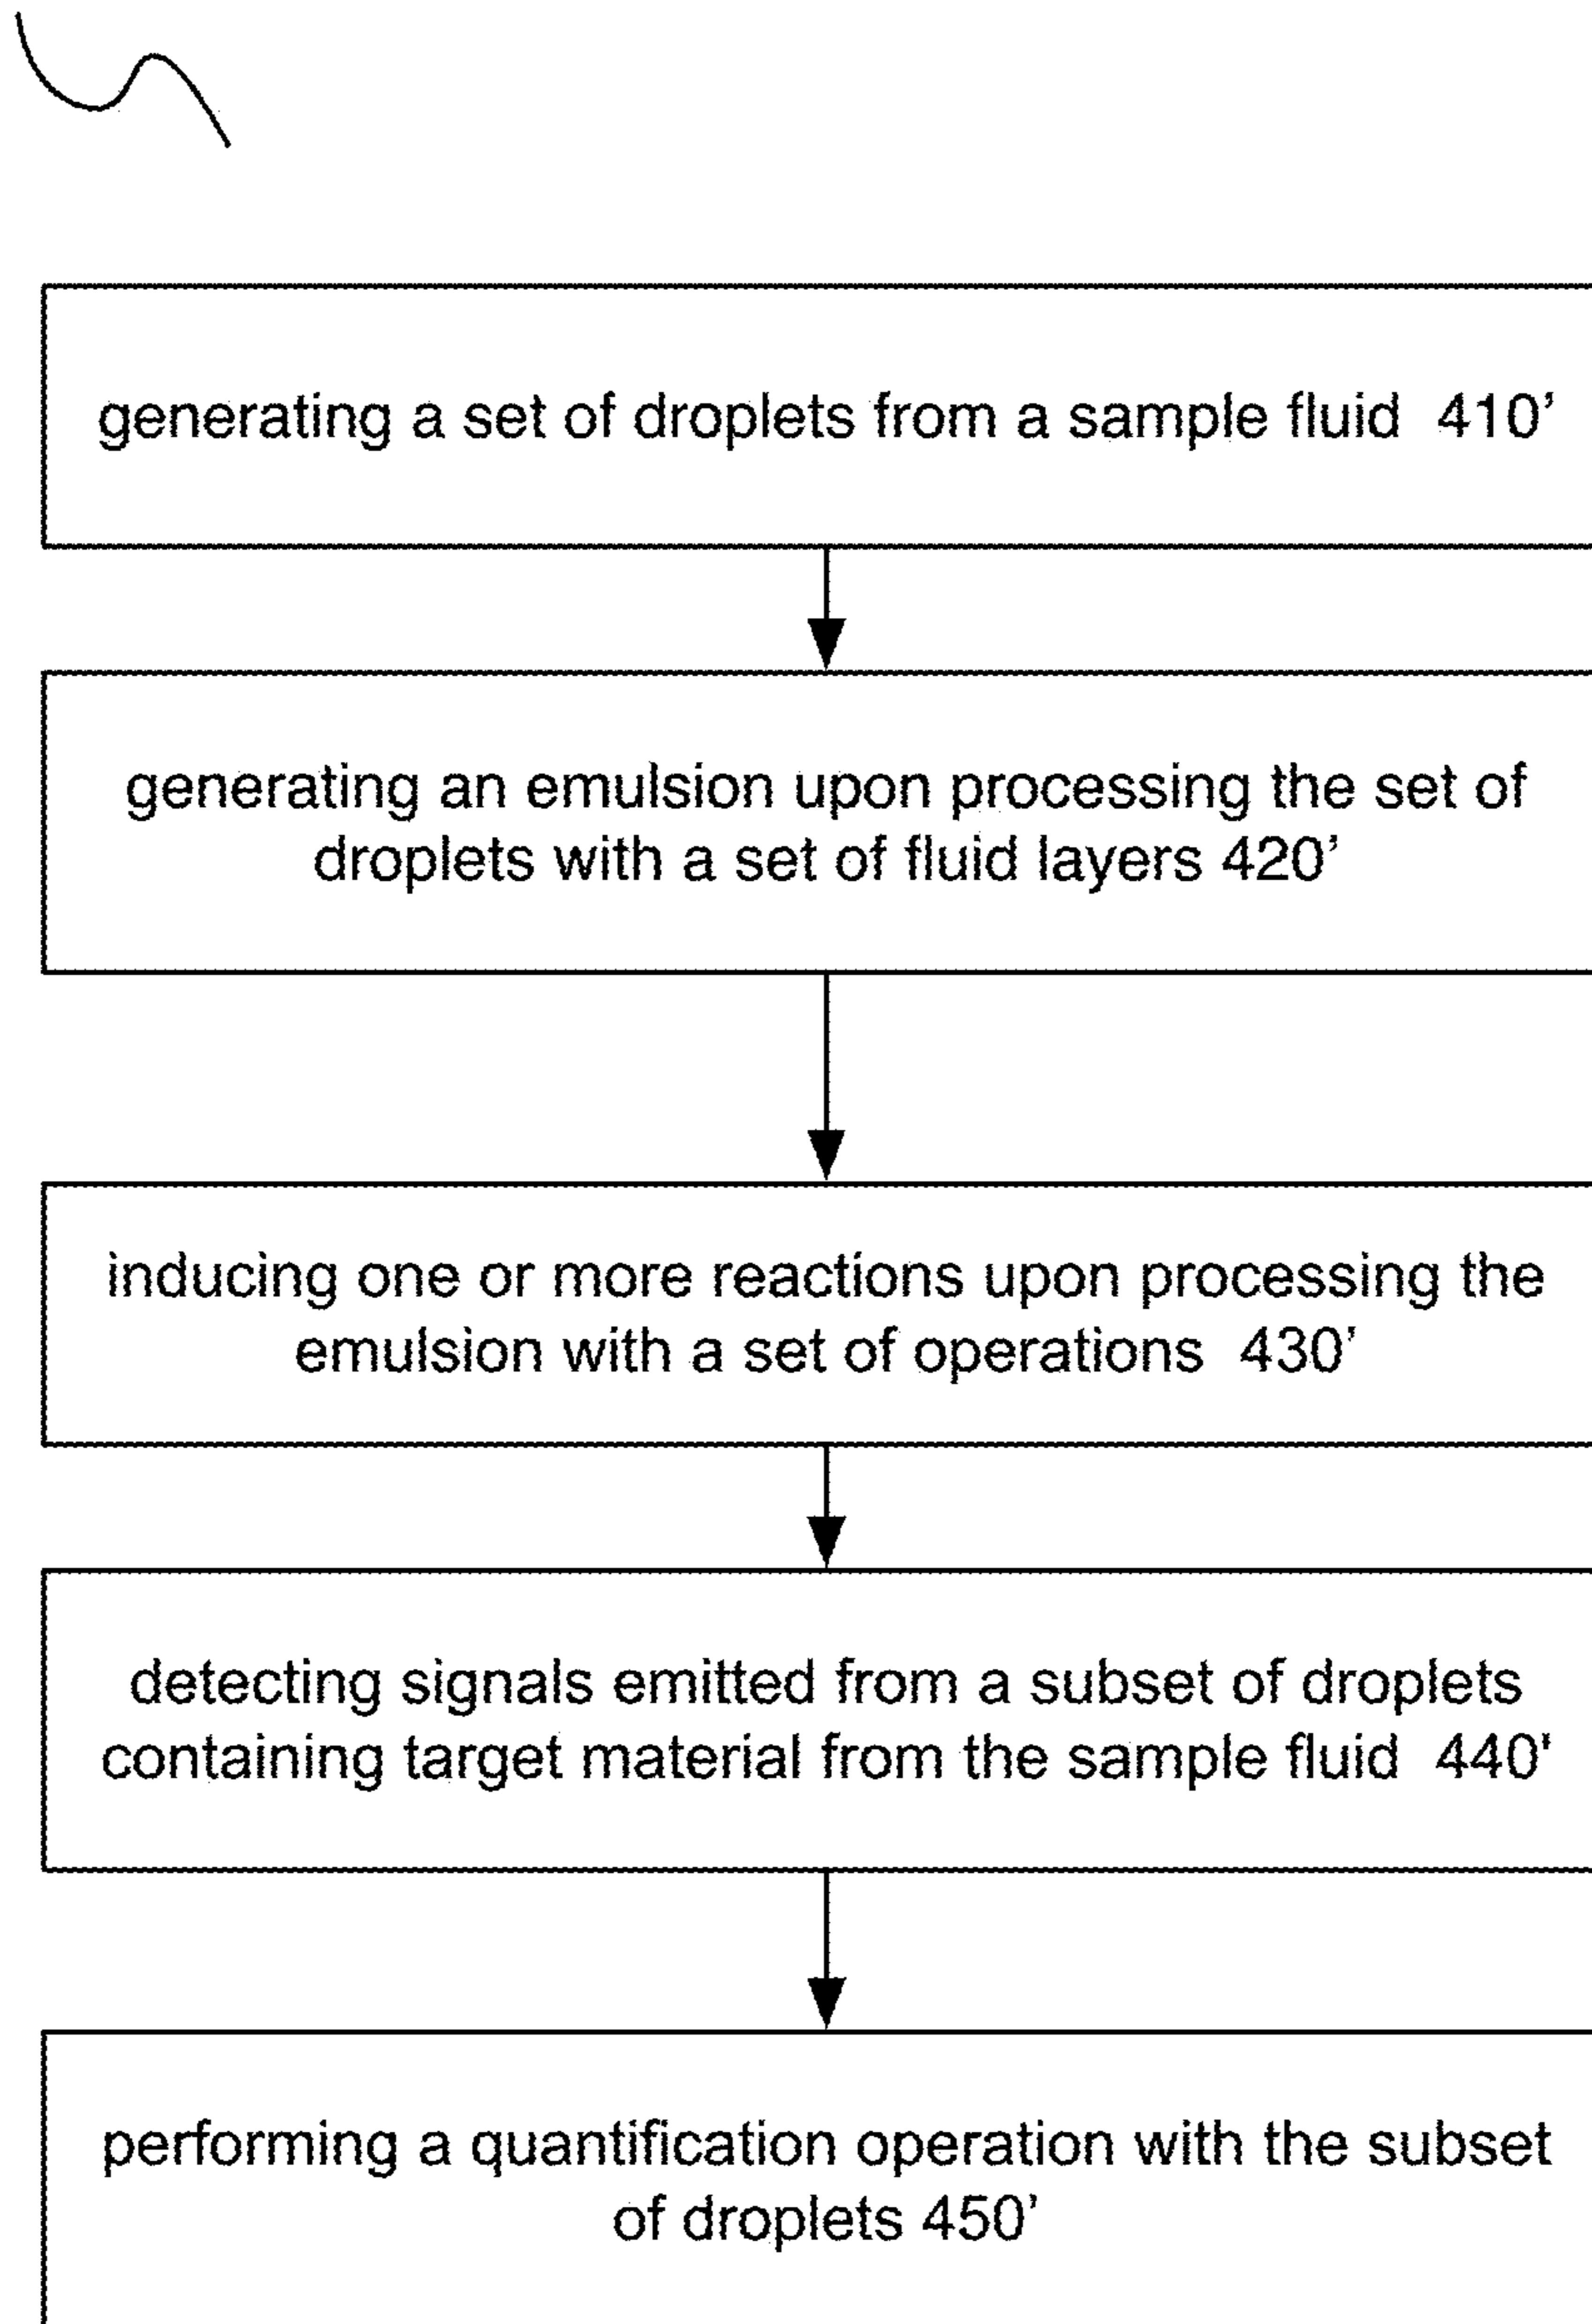 generating a set of droplets from a sample fluid  410’
generating an emulsion upon processing the set of
droplets with a set of fluid layers 420’
inducing one or more reactions upon processing the
emulsion with a set of operations  430’
detecting signals emitted from a subset of droplets
containing target material from the sample fluid  440'
performing a quantification operation with the subset
of droplets 450’